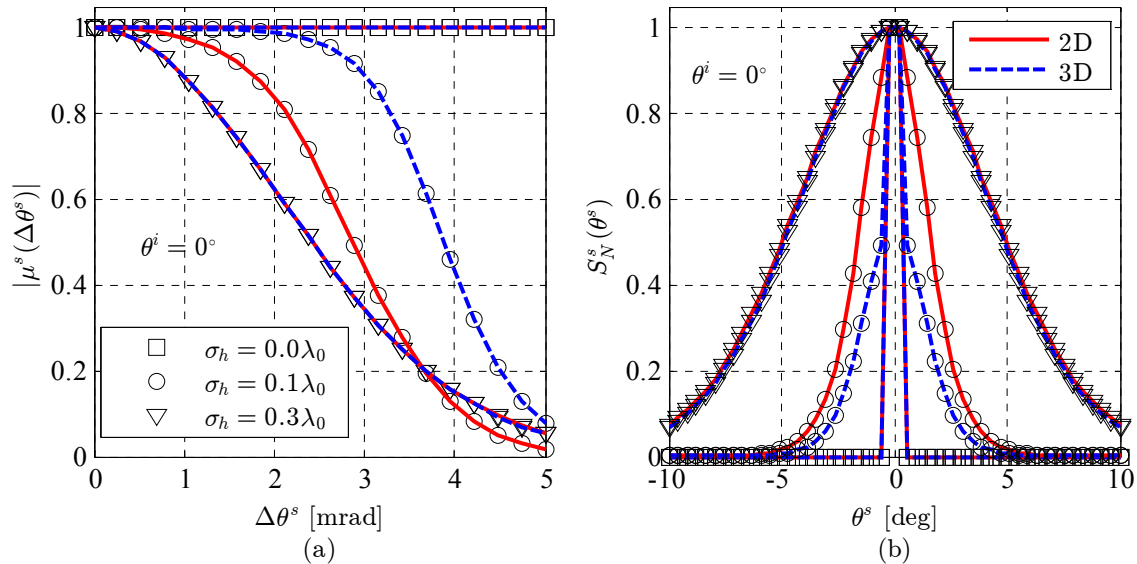 1
0.8
0.6
0.4
0.2
0
|μ^s(Δθ^s)|
θ^i = 0°
σ_h = 0.0λ_0
σ_h = 0.1λ_0
σ_h = 0.3λ_0
0 1 2 3 4 5
Δθ^s [mrad]
(a)
1
0.8
0.6
0.4
0.2
0
S_N^s(θ^s)
θ^i = 0°
2D
3D
-10 -5 0 5 10
θ^s [deg]
(b)